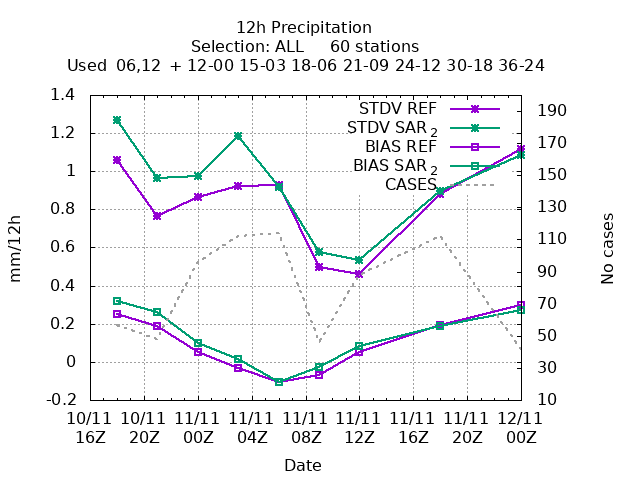 12h Precipitation
Selection: ALL 60 stations
Used 06,12 + 12-00 15-03 18-06 21-09 24-12 30-18 36-24
STDV REF
STDV SAR2
BIAS REF
BIAS SAR2
CASES
1.4
1.2
1
0.8
0.6
0.4
0.2
0
-0.2
mm/12h
190
170
150
130
110
90
70
50
30
10
No cases
10/11 10/11 11/11 11/11 11/11 11/11 11/11 11/11 12/11
16Z 20Z 00Z 04Z 08Z 12Z 16Z 20Z 00Z
Date